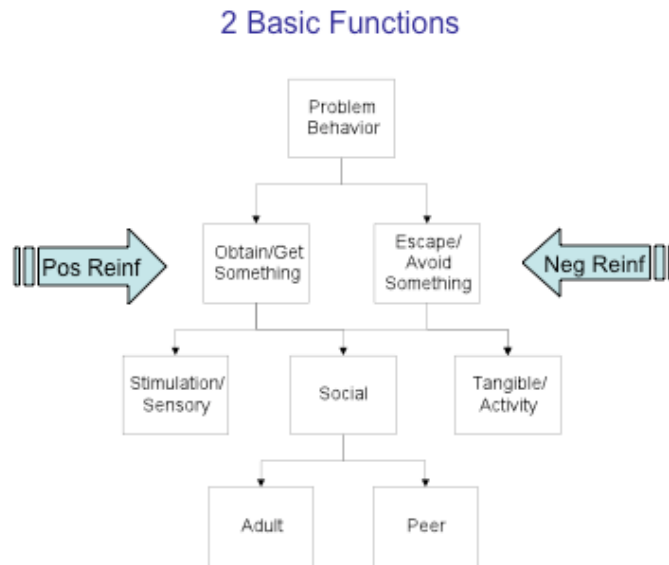 2 Basic Functions
Problem
Behavior
Pos Reinf
Obtain/Get
Something
Escape/
Avoid
Something
Neg Reinf
Stimulation/
Sensory
Social
Tangible/
Activity
Adult
Peer